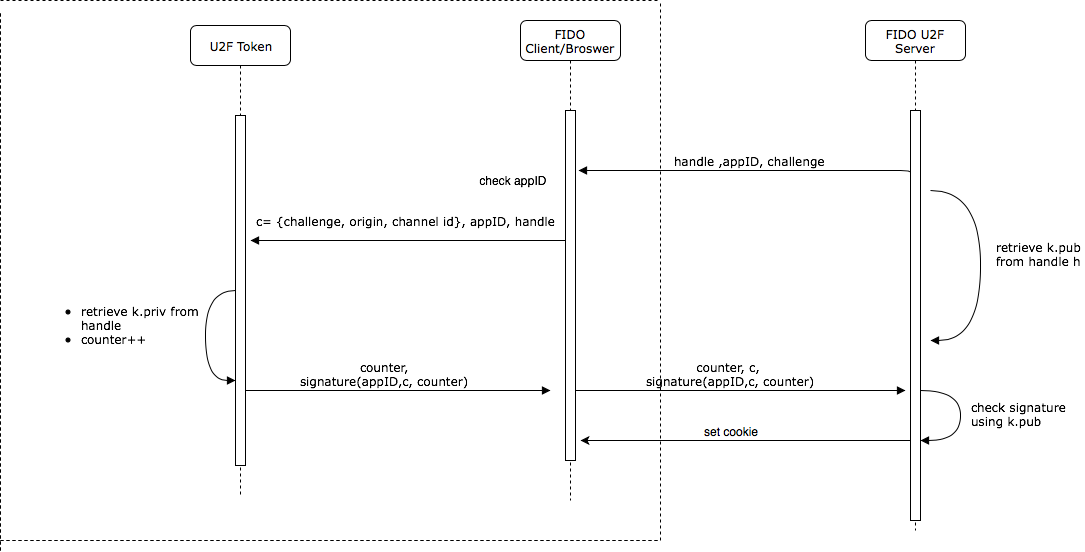 U2F Token
FIDO
Client/Broswer
FIDO U2F
Server
handle ,appID, challenge
check appID
c= {challenge, origin, channel id}, appID, handle
retrieve k.pub
from handle h
• retrieve k.priv from
handle
• counter++
counter,
signature(appID,c, counter)
counter, c,
signature(appID,c, counter)
check signature
using k.pub
set cookie